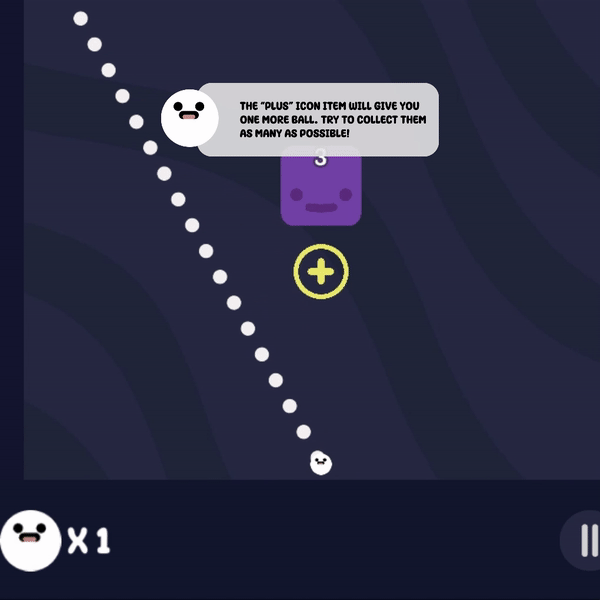 THE "PLUS" ICON ITEM WILL GIVE YOU
ONE MORE BALL. TRY TO COLLECT THEM
AS MANY AS POSSIBLE!
3
X 1